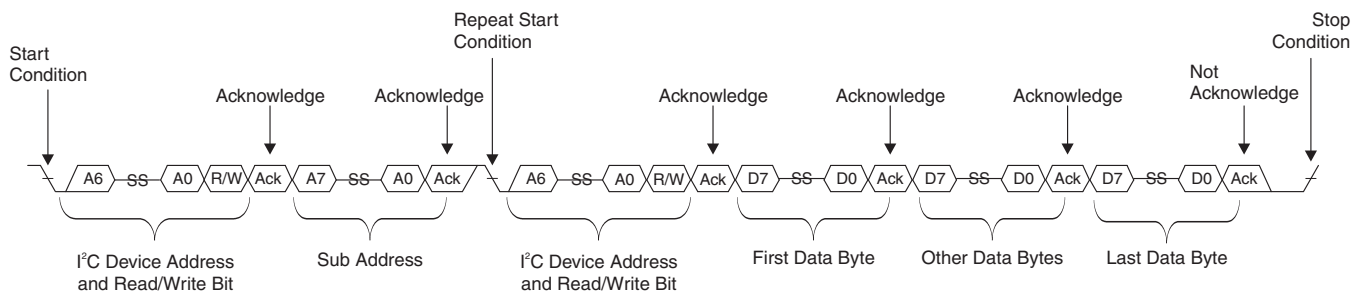 Start
Condition
Repeat Start
Condition
Stop
Condition
Acknowledge
Acknowledge
Acknowledge
Acknowledge
Acknowledge
Not
Acknowledge
A6 SS A0 R/W Ack A7 SS A0 Ack A6 SS A0 R/W Ack D7 SS D0 Ack D7 SS D0 Ack D7 SS D0 Ack
I²C Device Address
and Read/Write Bit
Sub Address
I²C Device Address
and Read/Write Bit
First Data Byte
Other Data Bytes
Last Data Byte